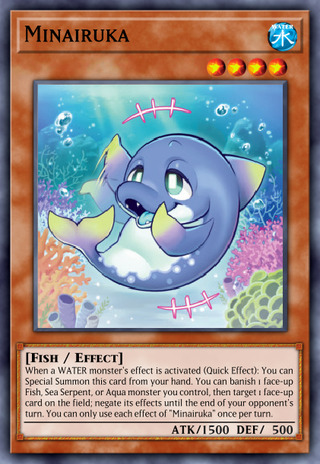 MINAIRUKA
WATER
水
[FISH / EFFECT]
When a WATER monster's effect is activated (Quick Effect): You can
Special Summon this card from your hand. You can banish 1 face-up
Fish, Sea Serpent, or Aqua monster you control, then target 1 face-up
card on the field; negate its effects until the end of your opponent's
turn. You can only use each effect of "Minairuka" once per turn.
ATK/1500 DEF/ 500